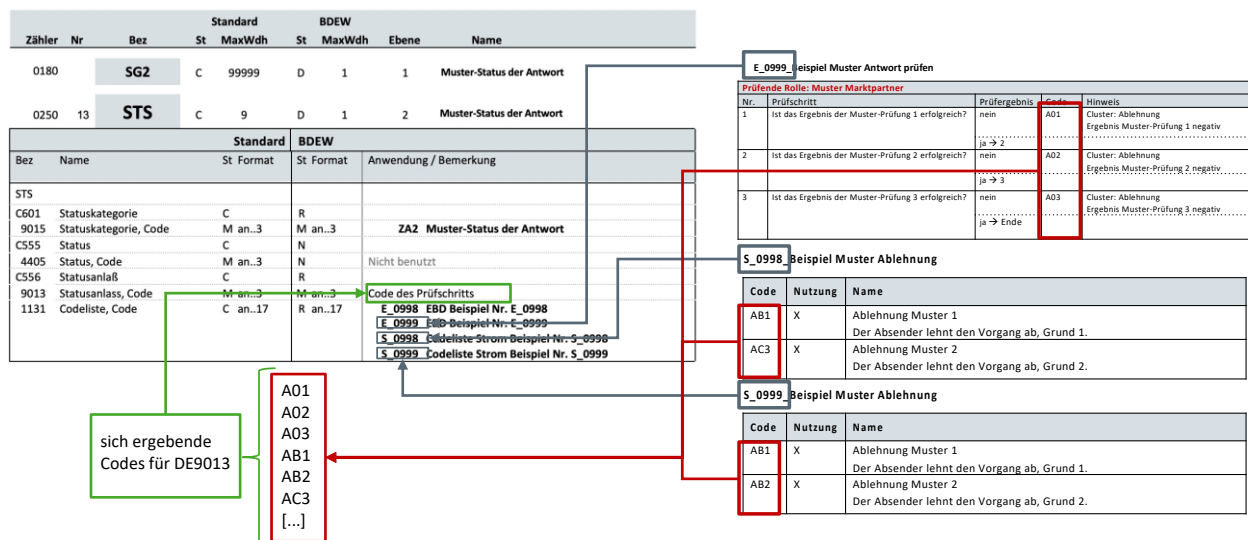 Standard BDEW
Zähler Nr Bez St MaxWdh St MaxWdh Ebene Name
0180 SG2 C 99999 D 1 1 Muster-Status der Antwort
0250 13 STS C 9 D 1 2 Muster-Status der Antwort
Standard BDEW
Bez Name St Format St Format Anwendung / Bemerkung
STS
C601 Statuskategorie C R
9015 Statuskategorie, Code M an..3 M an..3 ZA2 Muster-Status der Antwort
C555 Status C N
4405 Status, Code M an..3 N Nicht benutzt
C556 Statusanlaß C R
9013 Statusanlass, Code M an..3 M an..3 Code des Prüfschritts
1131 Codeliste, Code C an..17 R an..17 E_0998 EBD Beispiel Nr. E_0998
E_0999 EBD Beispiel Nr. E_0999
S_0998 Codeliste Strom Beispiel Nr. S_0998
S_0999 Codeliste Strom Beispiel Nr. S_0999
sich ergebende
Codes für DE9013
A01
A02
A03
AB1
AB2
AC3
[...]
E_0999_Beispiel Muster Antwort prüfen
Prüfende Rolle: Muster Marktpartner
Nr. Prüfschritt Prüfergebnis Code Hinweis
1 Ist das Ergebnis der Muster-Prüfung 1 erfolgreich? nein A01 Cluster: Ablehnung
Ergebnis Muster-Prüfung 1 negativ
ja → 2
2 Ist das Ergebnis der Muster-Prüfung 2 erfolgreich? nein A02 Cluster: Ablehnung
Ergebnis Muster-Prüfung 2 negativ
ja → 3
3 Ist das Ergebnis der Muster-Prüfung 3 erfolgreich? nein A03 Cluster: Ablehnung
Ergebnis Muster-Prüfung 3 negativ
ja → Ende
S_0998_Beispiel Muster Ablehnung
Code Nutzung Name
AB1 X Ablehnung Muster 1
Der Absender lehnt den Vorgang ab, Grund 1.
AC3 X Ablehnung Muster 2
Der Absender lehnt den Vorgang ab, Grund 2.
S_0999_Beispiel Muster Ablehnung
Code Nutzung Name
AB1 X Ablehnung Muster 1
Der Absender lehnt den Vorgang ab, Grund 1.
AB2 X Ablehnung Muster 2
Der Absender lehnt den Vorgang ab, Grund 2.